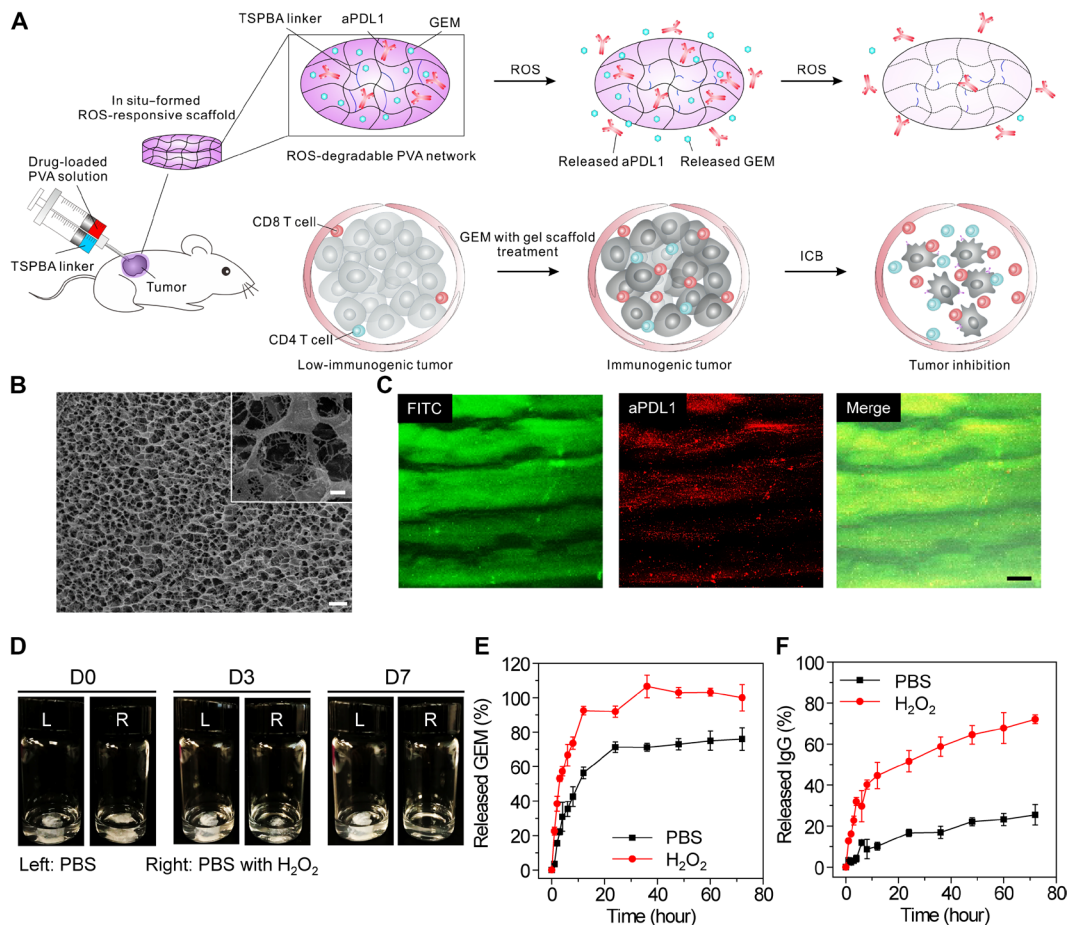 A
TSPBA linker
aPDL1
GEM
ROS
ROS
In situ–formed
ROS-responsive scaffold
ROS-degradable PVA network
Released aPDL1
Released GEM
Drug-loaded
PVA solution
TSPBA linker
Tumor
CD8 T cell
CD4 T cell
GEM with gel scaffold
treatment
ICB
Low-immunogenic tumor
Immunogenic tumor
Tumor inhibition
B
C
FITC
aPDL1
Merge
D
D0
D3
D7
L
R
L
R
L
R
Left: PBS
Right: PBS with H₂O₂
E
Released GEM (%)
120
100
80
60
40
20
0
PBS
H₂O₂
0
20
40
60
80
Time (hour)
F
Released IgG (%)
100
80
60
40
20
0
PBS
H₂O₂
0
20
40
60
80
Time (hour)